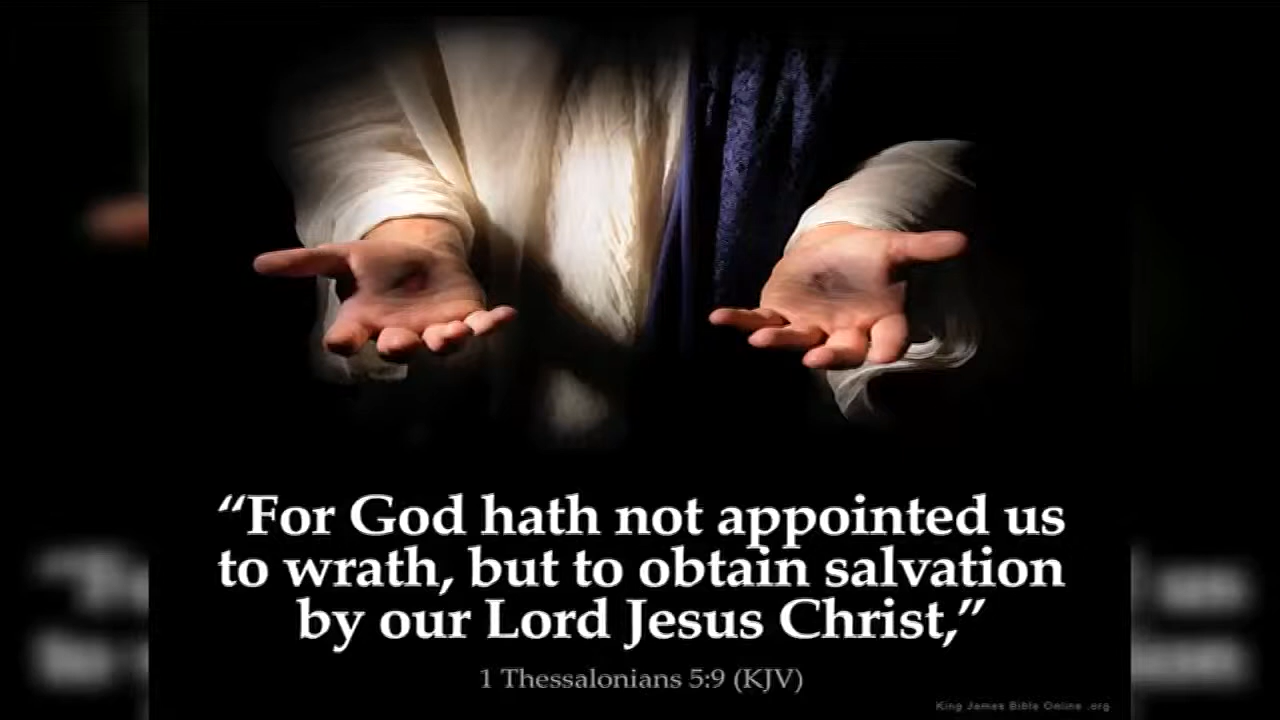 “For God hath not appointed us
to wrath, but to obtain salvation
by our Lord Jesus Christ,”
1 Thessalonians 5:9 (KJV)
King James Bible Online .org